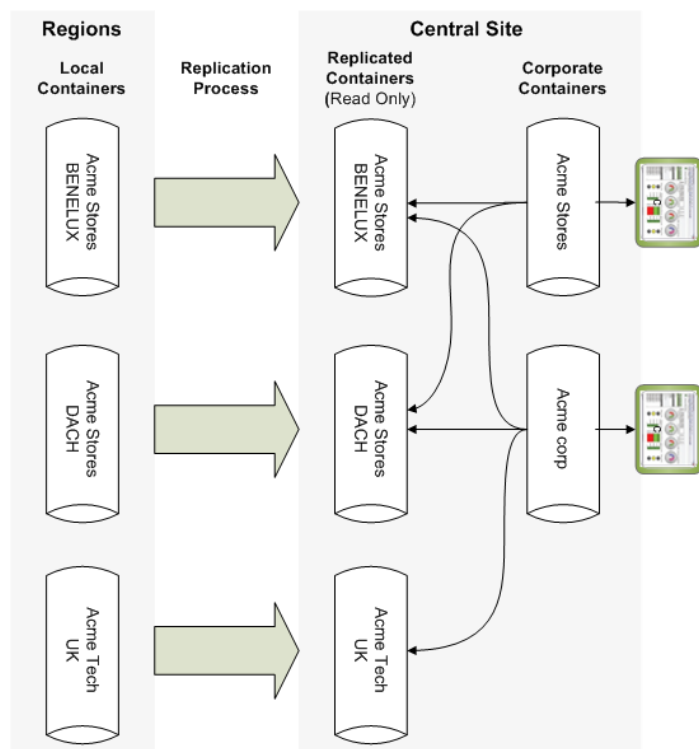 Regions
Central Site
Local
Containers
Replication
Process
Replicated
Containers
(Read Only)
Corporate
Containers
Acme Stores
BENELUX
Acme Stores
BENELUX
Acme Stores
Acme Stores
DACH
Acme Stores
DACH
Acme corp
Acme Tech
UK
Acme Tech
UK